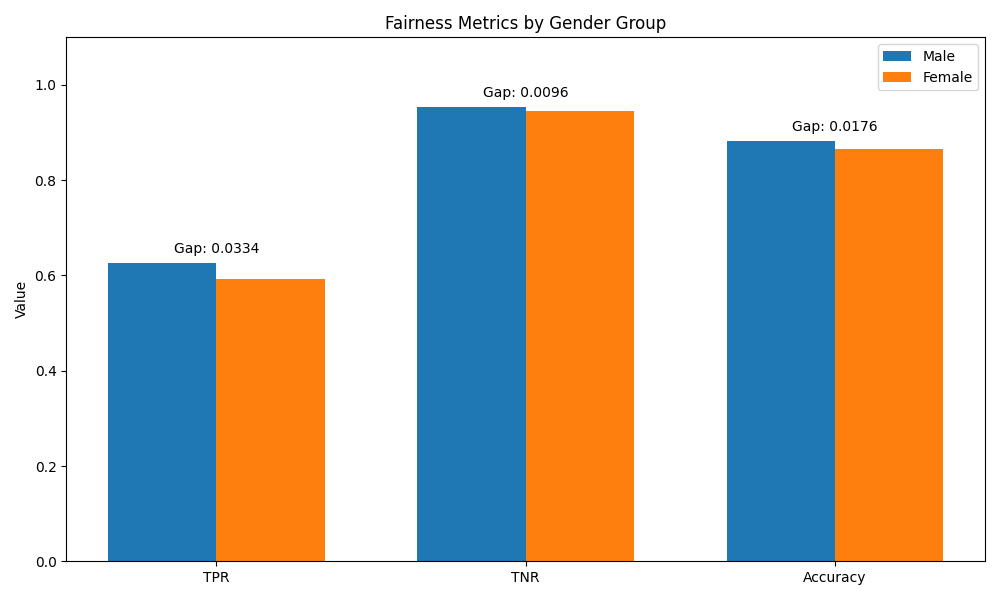 Fairness Metrics by Gender Group
Male
Female
Gap: 0.0334
Gap: 0.0096
Gap: 0.0176
Value
1.0
0.8
0.6
0.4
0.2
0.0
TPR
TNR
Accuracy